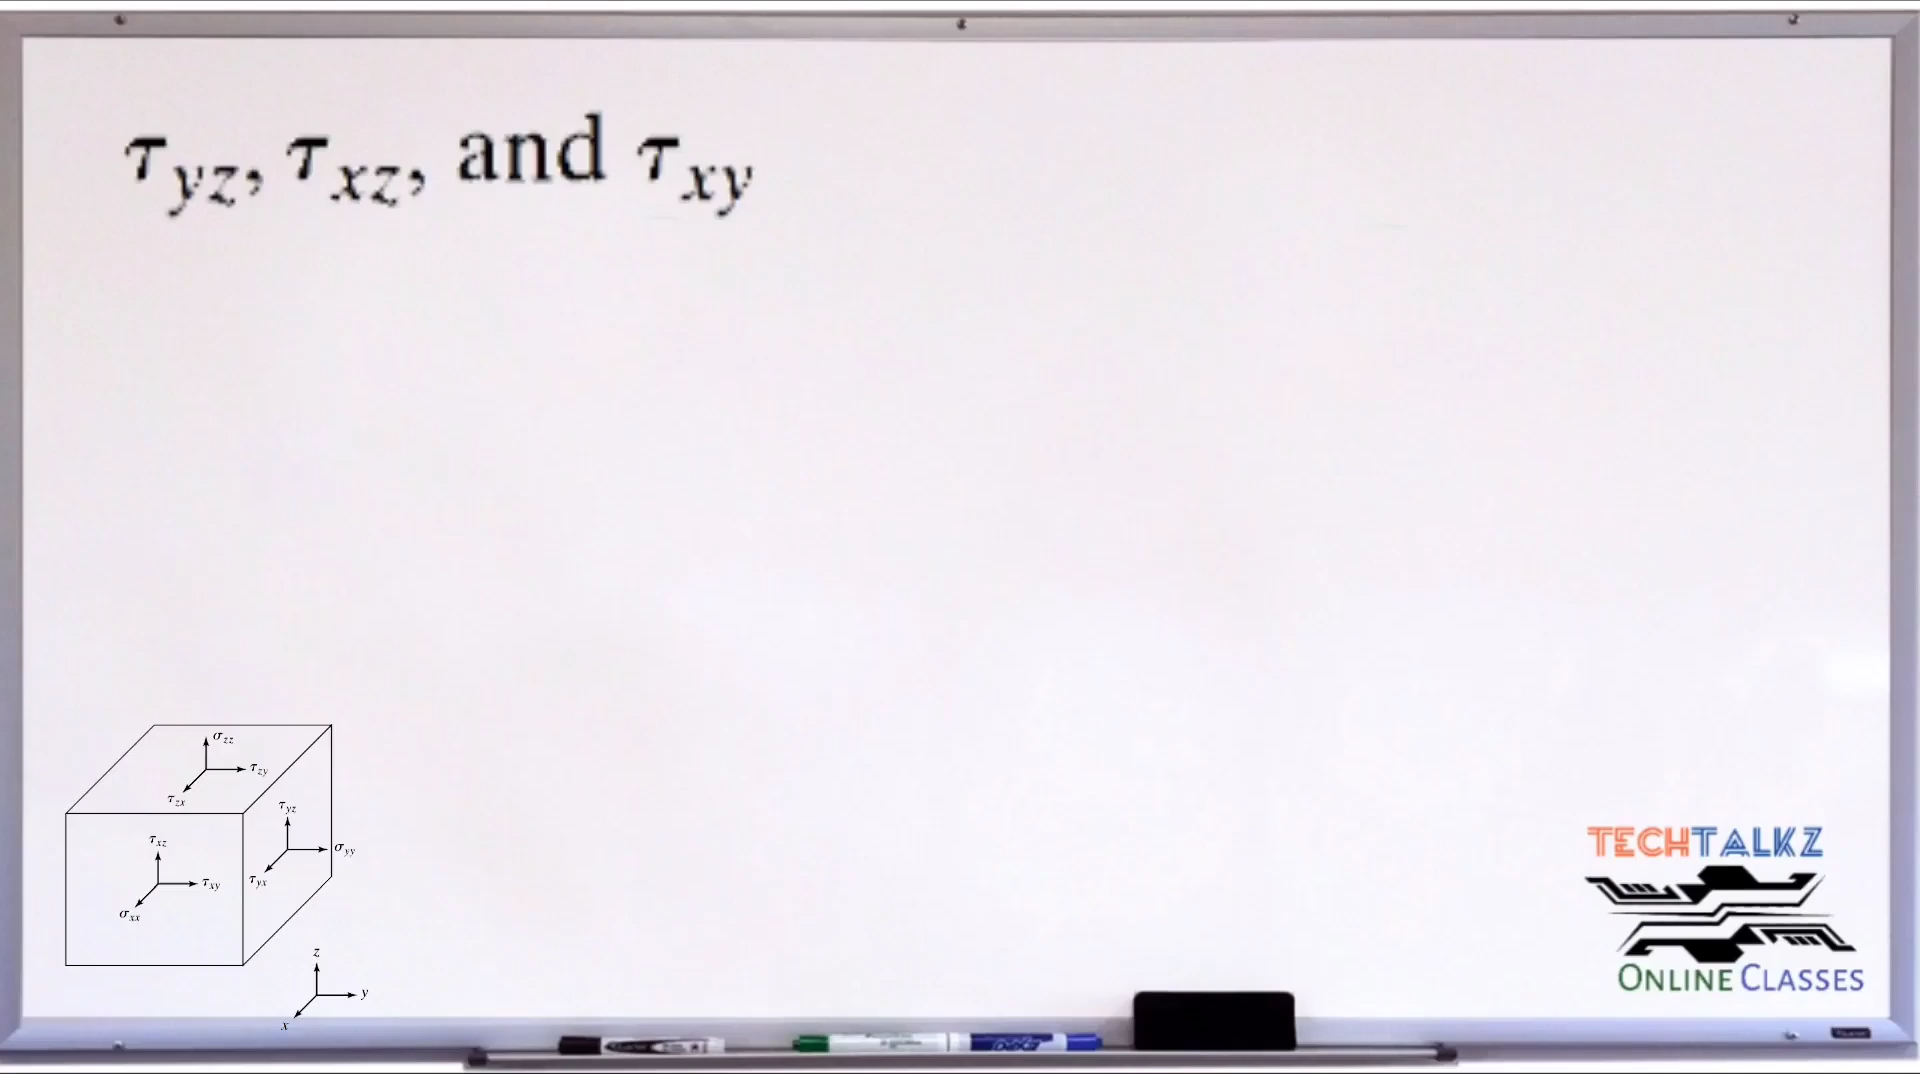 τyz, τxz, and τxy
σzz
τzy
τzx
τyz
σyy
τyx
τxz
τxy
σxx
z
y
x
TECHTALKZ
ONLINE CLASSES